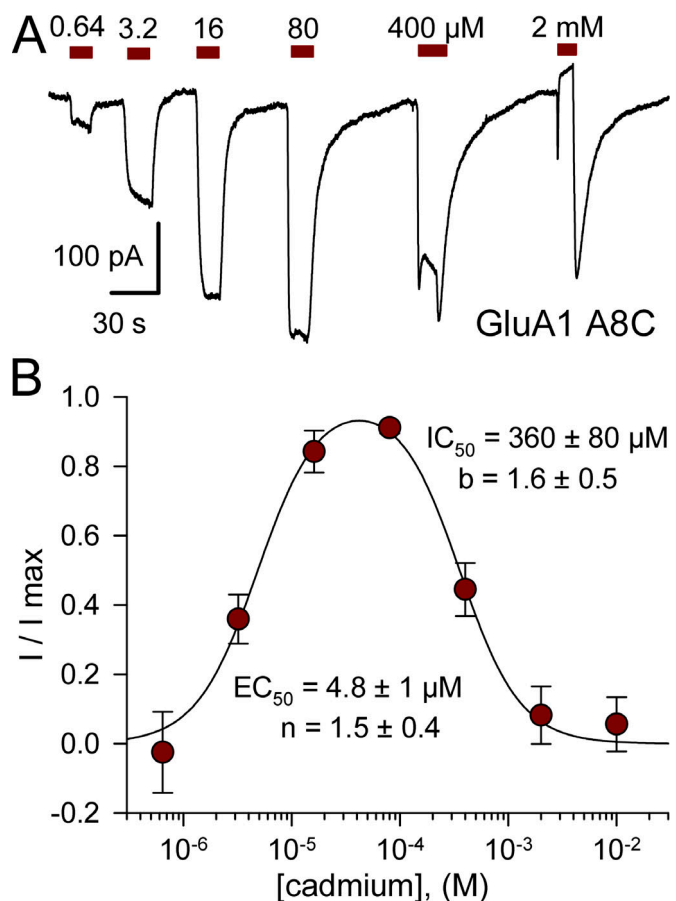 A
0.64 3.2 16 80 400 µM 2 mM
100 pA
30 s
GluA1 A8C
B
1.0
0.8
0.6
0.4
0.2
0.0
-0.2
I / I max
IC50 = 360 ± 80 µM
b = 1.6 ± 0.5
EC50 = 4.8 ± 1 µM
n = 1.5 ± 0.4
10-6 10-5 10-4 10-3 10-2
[cadmium], (M)